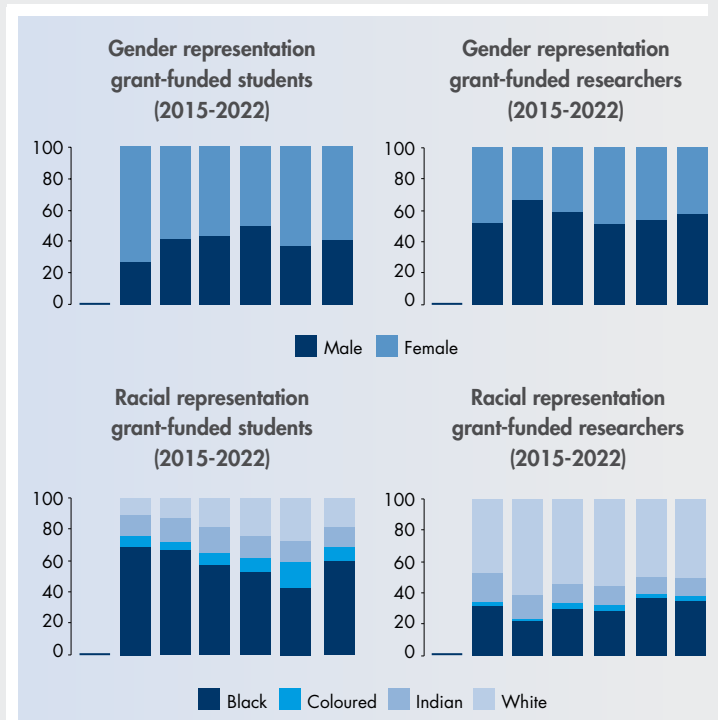 Gender representation
grant-funded students
(2015-2022)
100
80
60
40
20
0
Gender representation
grant-funded researchers
(2015-2022)
100
80
60
40
20
0
Male Female
Racial representation
grant-funded students
(2015-2022)
100
80
60
40
20
0
Racial representation
grant-funded researchers
(2015-2022)
100
80
60
40
20
0
Black Coloured Indian White